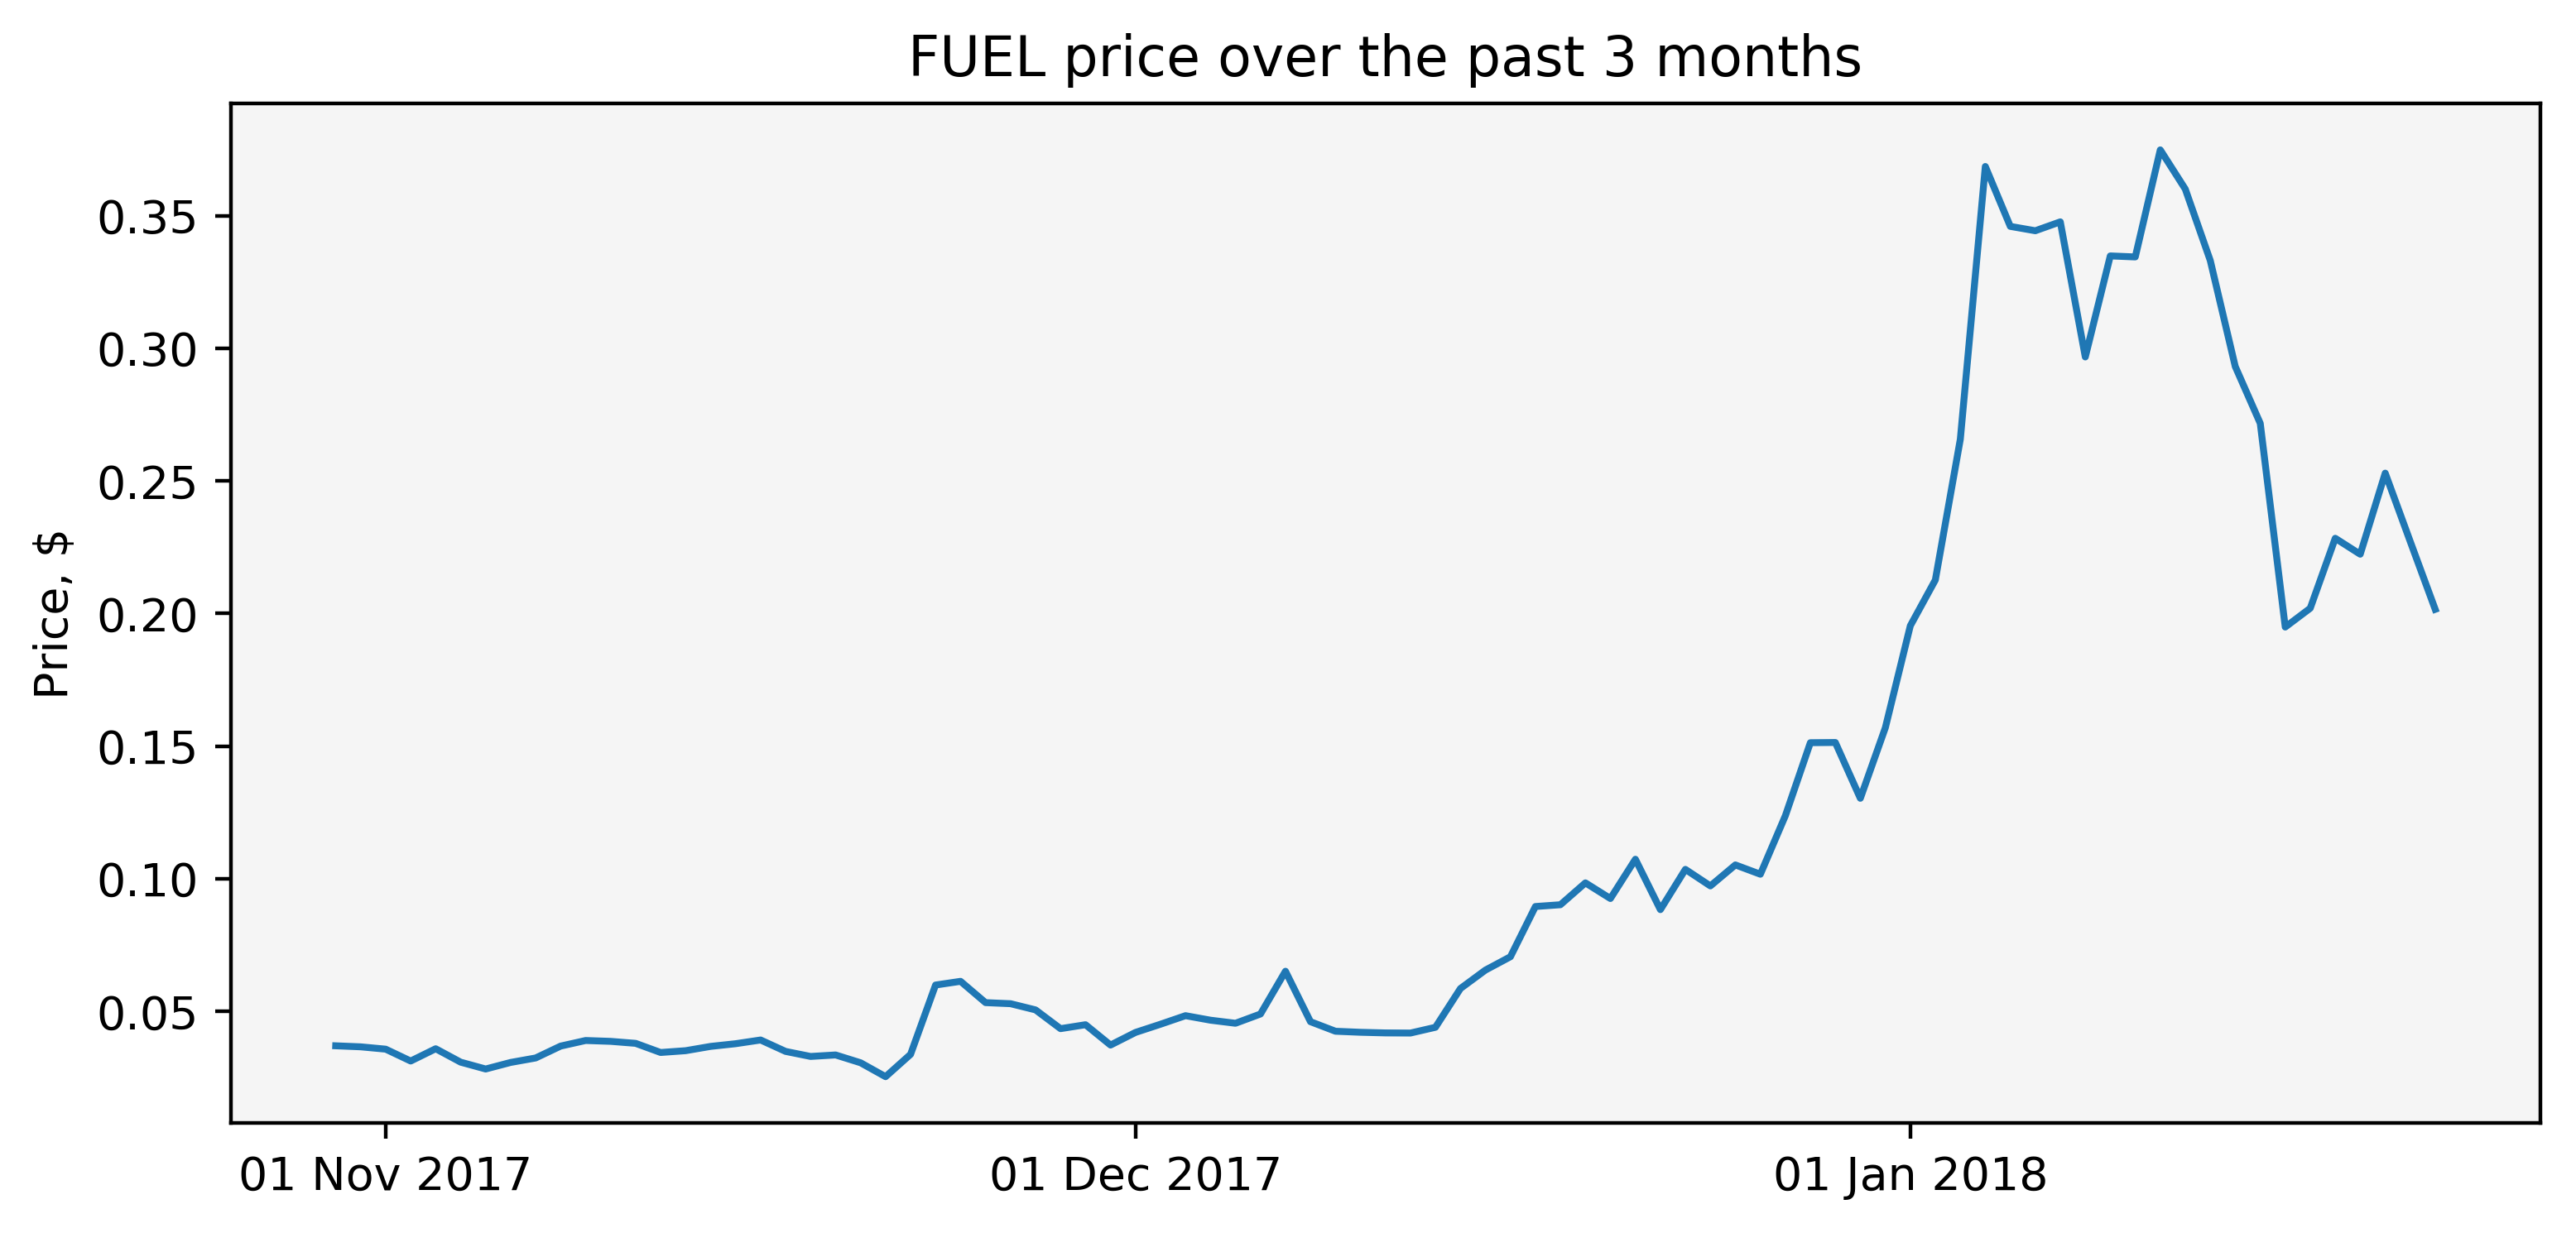 FUEL price over the past 3 months
Price, $
0.35
0.30
0.25
0.20
0.15
0.10
0.05
01 Nov 2017
01 Dec 2017
01 Jan 2018